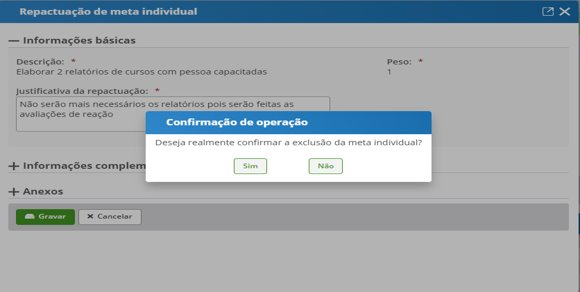 Repactuação de meta individual
Informações básicas
Descrição: *
Elaborar 2 relatórios de cursos com pessoa capacitadas
Peso: *
1
Justificativa da repactuação: *
Não serão mais necessários os relatórios pois serão feitas as
avaliações de reação
Confirmação de operação
Deseja realmente confirmar a exclusão da meta individual?
Sim
Não
Informações
Anexos
Gravar
Cancelar